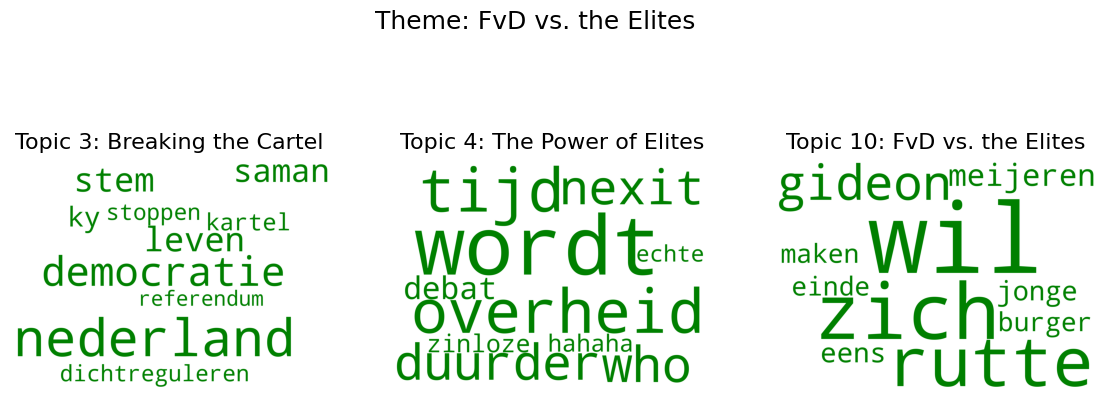 Theme: FvD vs. the Elites
Topic 3: Breaking the Cartel
stem
saman
ky
stoppen
kartel
leven
democratie
referendum
nederland
dichtreguleren
Topic 4: The Power of Elites
tijd
nexit
wordt
echte
debat
overheid
zinloze
hahaha
duurder
who
Topic 10: FvD vs. the Elites
gideon
meijeren
wil
maken
einde
zich
jonge
burger
eens
rutte